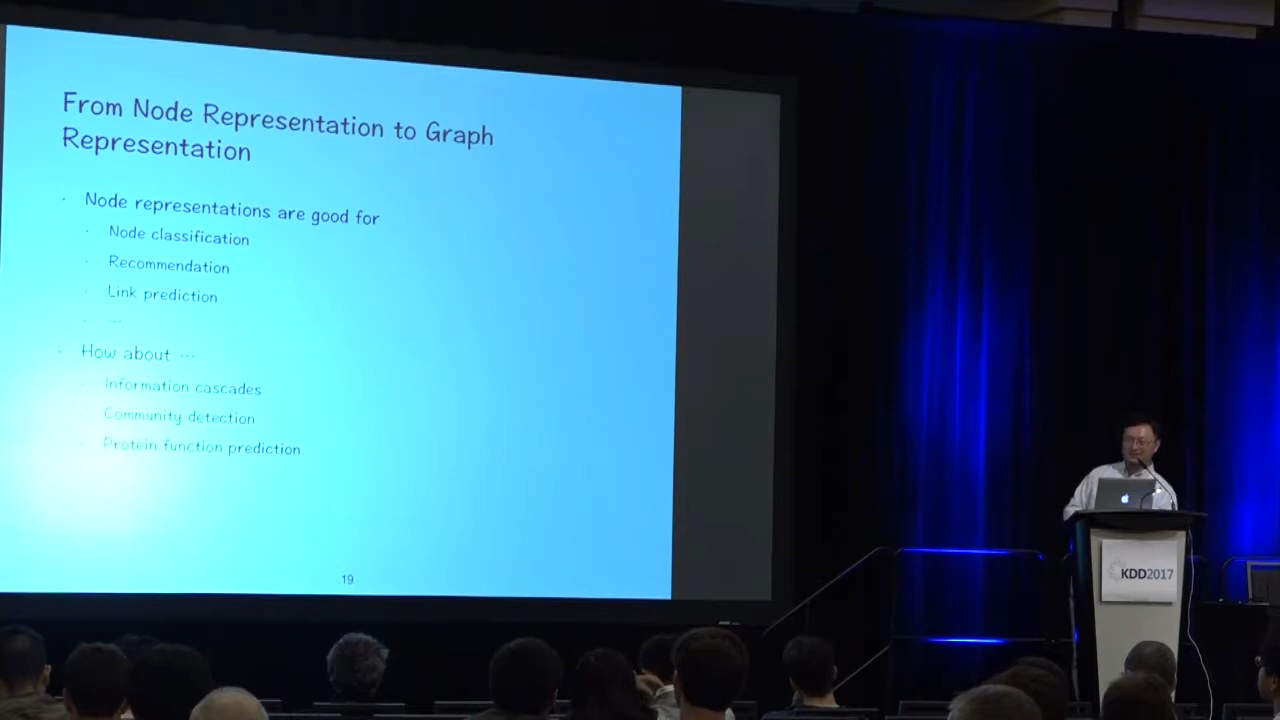 From Node Representation to Graph
Representation
· Node representations are good for
· Node classification
· Recommendation
· Link prediction
· ...
· How about ...
· Information cascades
· Community detection
· Protein function prediction
19
KDD2017